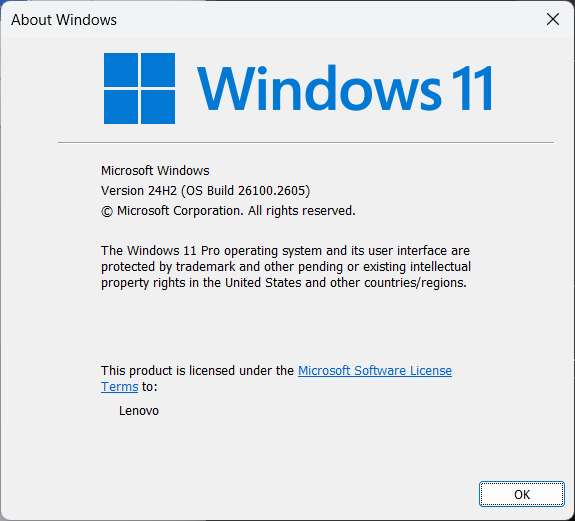 About Windows
Windows 11
Microsoft Windows
Version 24H2 (OS Build 26100.2605)
© Microsoft Corporation. All rights reserved.
The Windows 11 Pro operating system and its user interface are
protected by trademark and other pending or existing intellectual
property rights in the United States and other countries/regions.
This product is licensed under the Microsoft Software License
Terms to:
Lenovo
OK